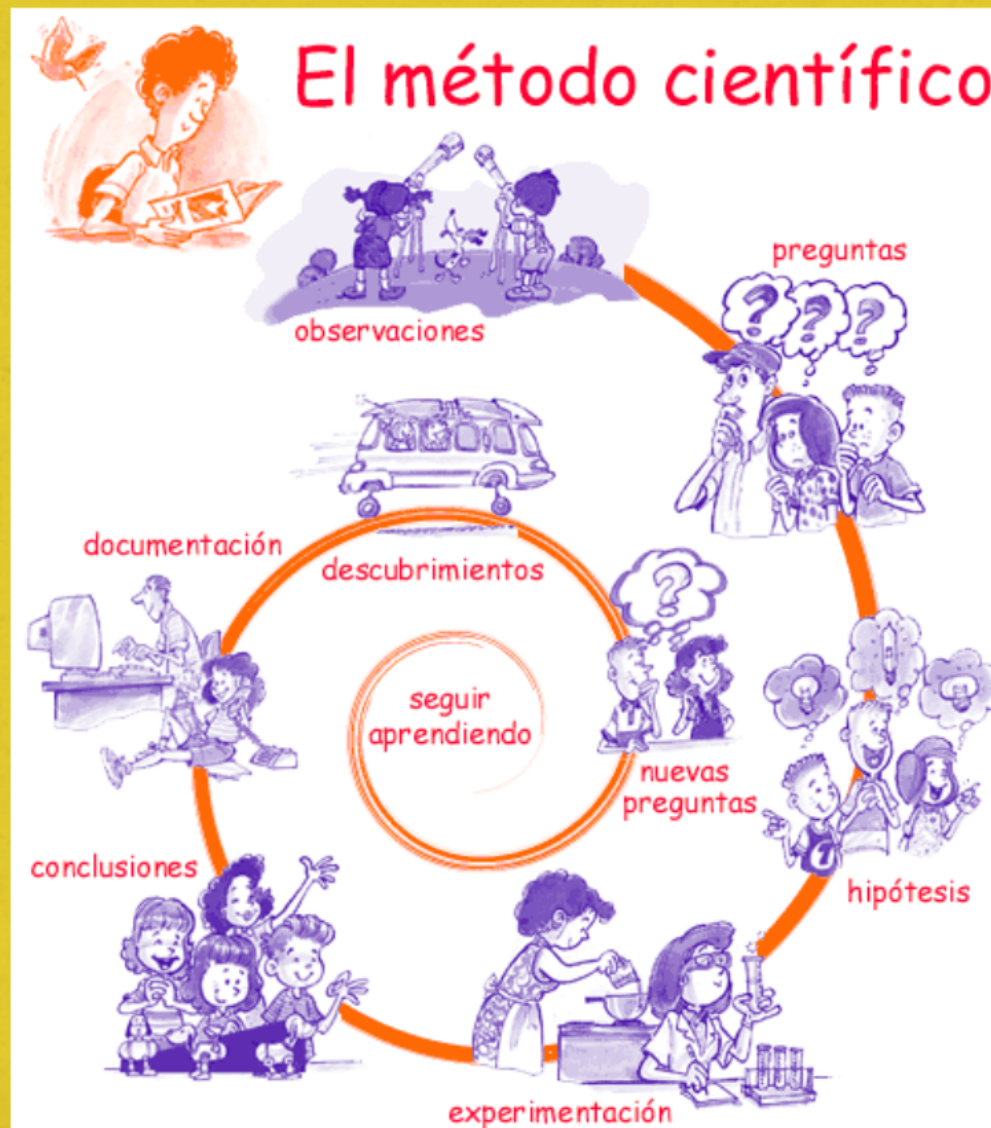 El método científico
observaciones
preguntas
hipótesis
experimentación
conclusiones
documentación
descubrimientos
nuevas
preguntas
seguir
aprendiendo